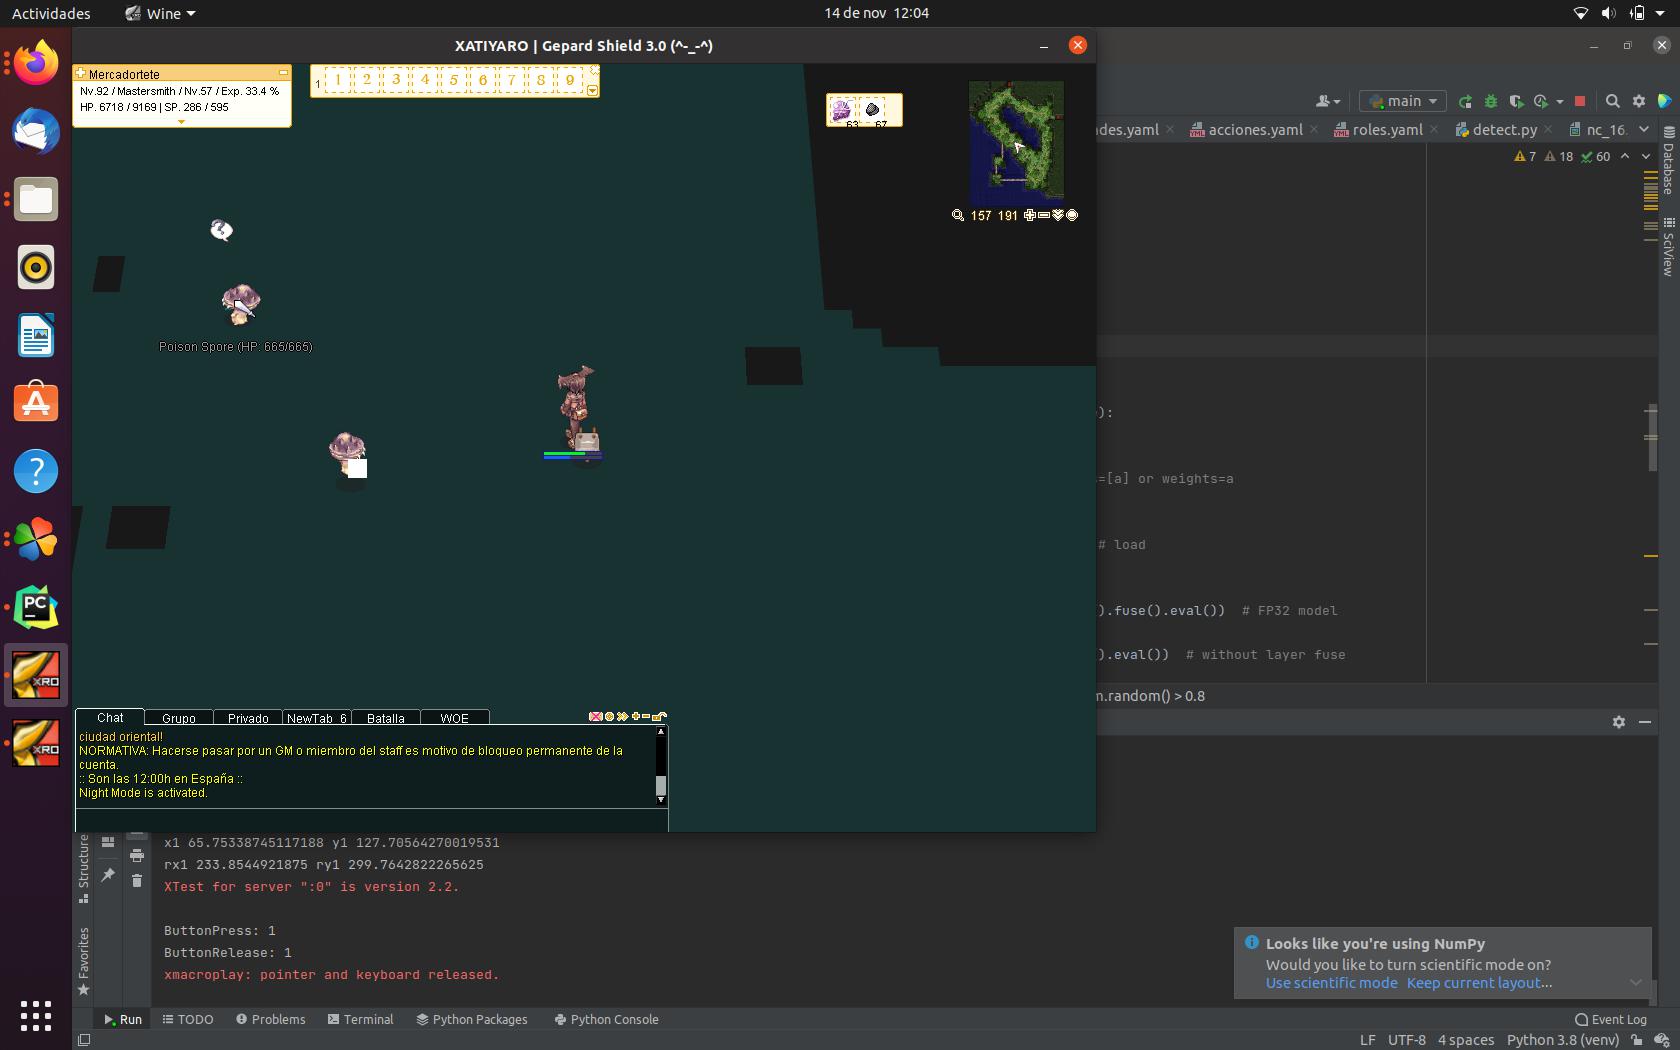 Actividades
Wine
14 de nov 12:04
XATIYARO | Gepard Shield 3.0 (^-_-^)
Mercadortete
Nv.92 / Mastersmith / Nv.57 / Exp. 33.4 %
HP. 6718 / 9169 | SP. 286 / 595
1
1 2 3 4 5 6 7 8 9
63 67
157 191
main
des.yaml
acciones.yaml
roles.yaml
detect.py
nc_16.
7 18 60
Database
SciView
Poison Spore (HP: 665/665)
):
=[a] or weights=a
# load
).fuse().eval()) # FP32 model
).eval()) # without layer fuse
m.random() > 0.8
PC
XRO
XRO
Chat
Grupo
Privado
NewTab_6
Batalla
WOE
ciudad oriental!
NORMATIVA: Hacerse pasar por un GM o miembro del staff es motivo de bloqueo permanente de la
cuenta.
:: Son las 12:00h en España ::
Night Mode is activated.
Structure
Favorites
x1 65.75338745117188 y1 127.70564270019531
rx1 233.8544921875 ry1 299.7642822265625
XTest for server ":0" is version 2.2.
ButtonPress: 1
ButtonRelease: 1
xmacroplay: pointer and keyboard released.
Looks like you're using NumPy
Would you like to turn scientific mode on?
Use scientific mode Keep current layout...
Run
TODO
Problems
Terminal
Python Packages
Python Console
Event Log
LF UTF-8 4 spaces Python 3.8 (venv)